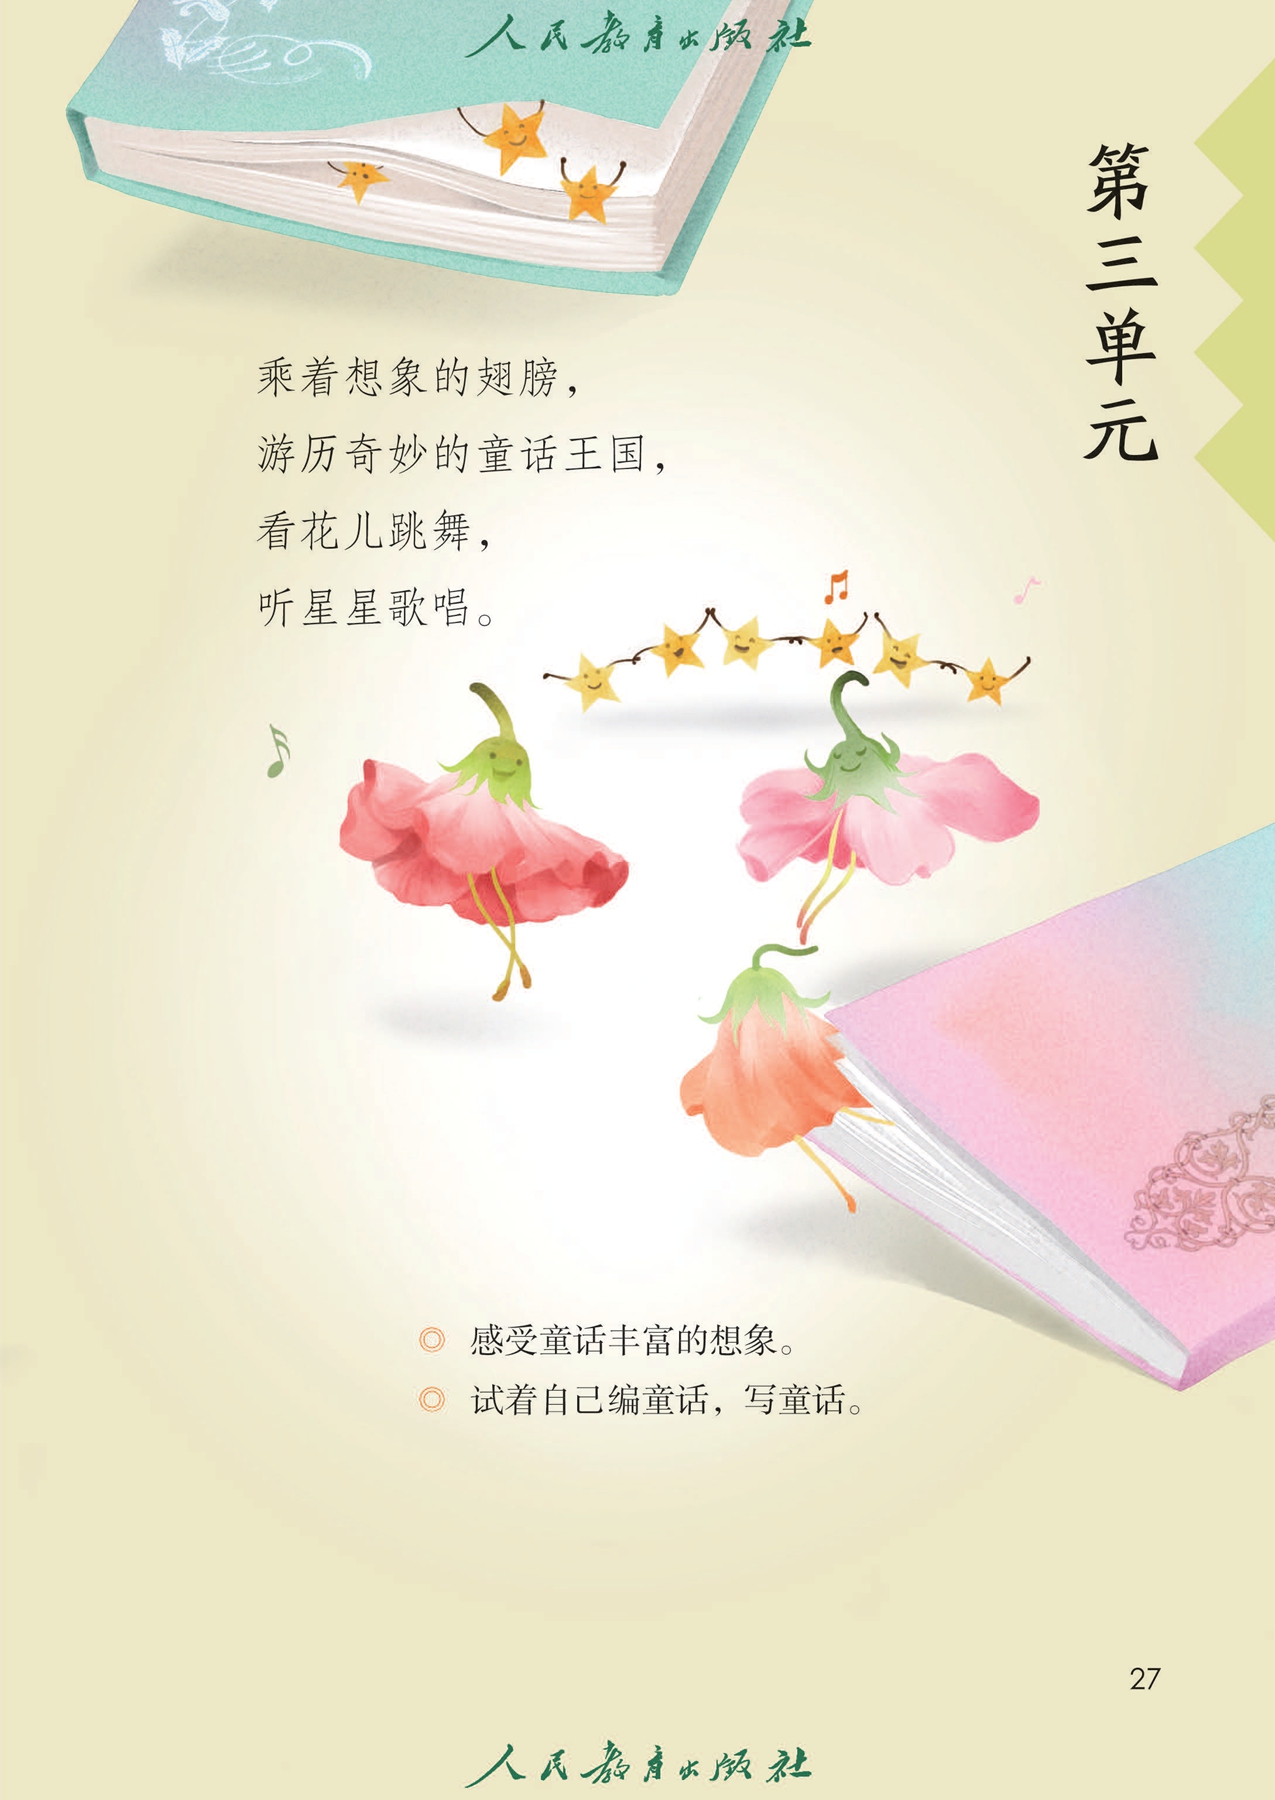 人民教育出版社
第三单元
乘着想象的翅膀，
游历奇妙的童话王国，
看花儿跳舞，
听星星歌唱。
◎ 感受童话丰富的想象。
◎ 试着自己编童话，写童话。
27
人民教育出版社